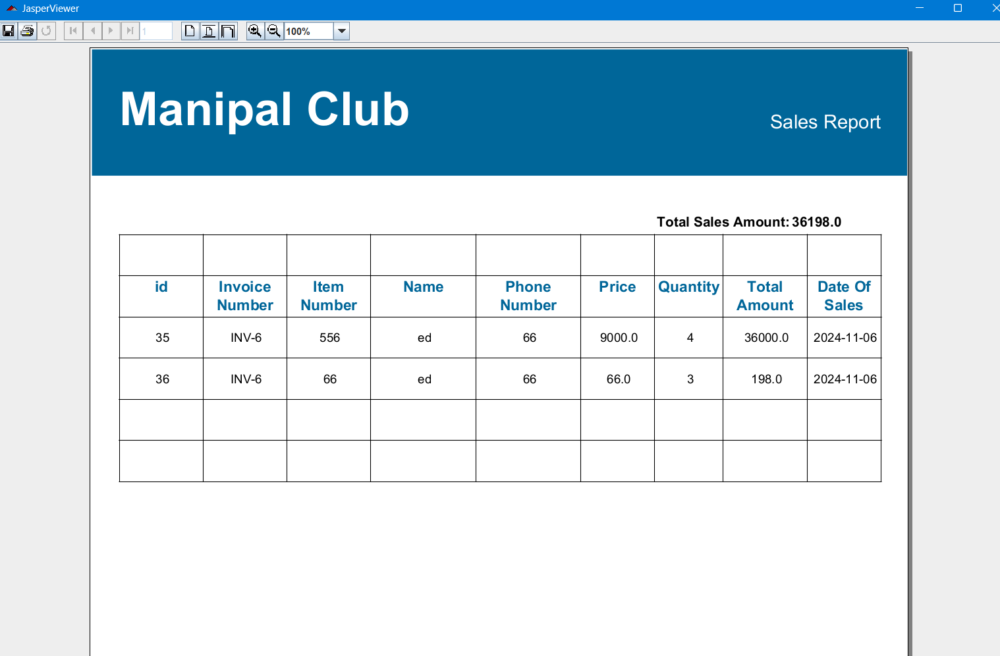 JasperViewer
1
100%
Manipal Club
Sales Report
Total Sales Amount: 36198.0
id Invoice Number Item Number Name Phone Number Price Quantity Total Amount Date Of Sales
35 INV-6 556 ed 66 9000.0 4 36000.0 2024-11-06
36 INV-6 66 ed 66 66.0 3 198.0 2024-11-06